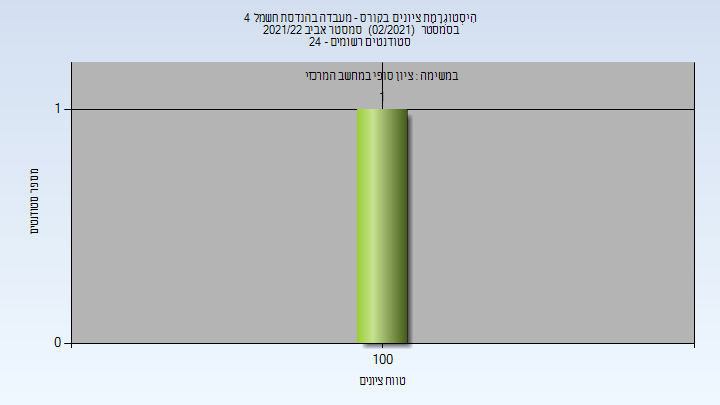 היסטוגרמת ציונים בקורס - מעבדה בהנדסת חשמל 4
בסמסטר (02/2021) סמסטר אביב 2021/22
סטודנטים רשומים - 24
במשימה : ציון סופי במחשב המרכזי
1
1
מספר סטודנטים
0
100
טווח ציונים